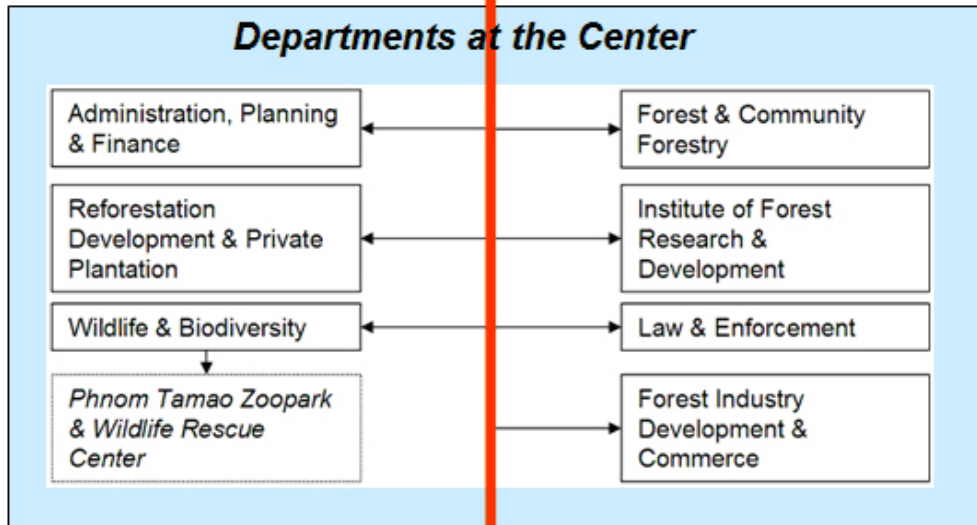 Departments at the Center
Administration, Planning
& Finance
Forest & Community
Forestry
Reforestation
Development & Private
Plantation
Institute of Forest
Research &
Development
Wildlife & Biodiversity
Law & Enforcement
Phnom Tamao Zoopark
& Wildlife Rescue
Center
Forest Industry
Development &
Commerce